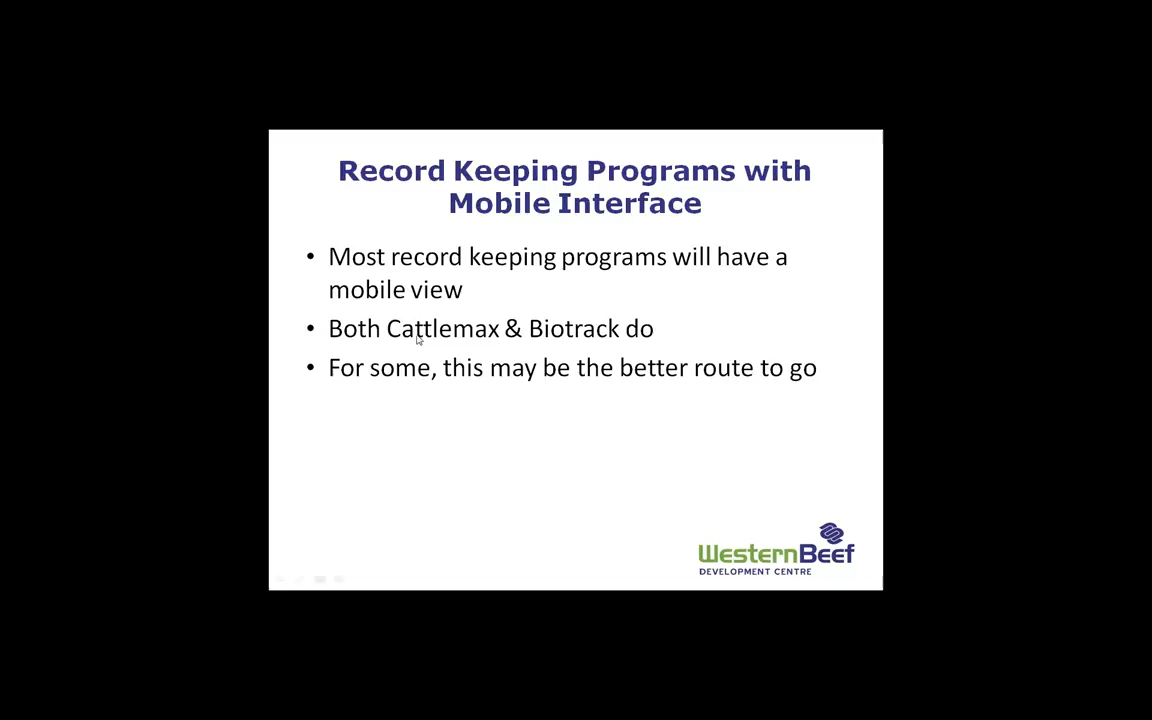 Record Keeping Programs with
Mobile Interface
• Most record keeping programs will have a
mobile view
• Both Cattlemax & Biotrack do
• For some, this may be the better route to go
WesternBeef
DEVELOPMENT CENTRE